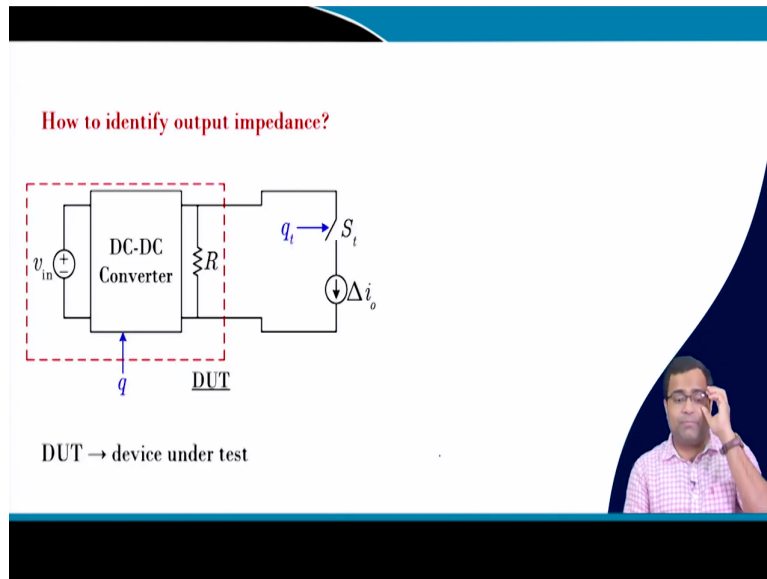 How to identify output impedance?
DC-DC
Converter
v_in
R
q_t
S_t
Δi_o
q
DUT
DUT → device under test